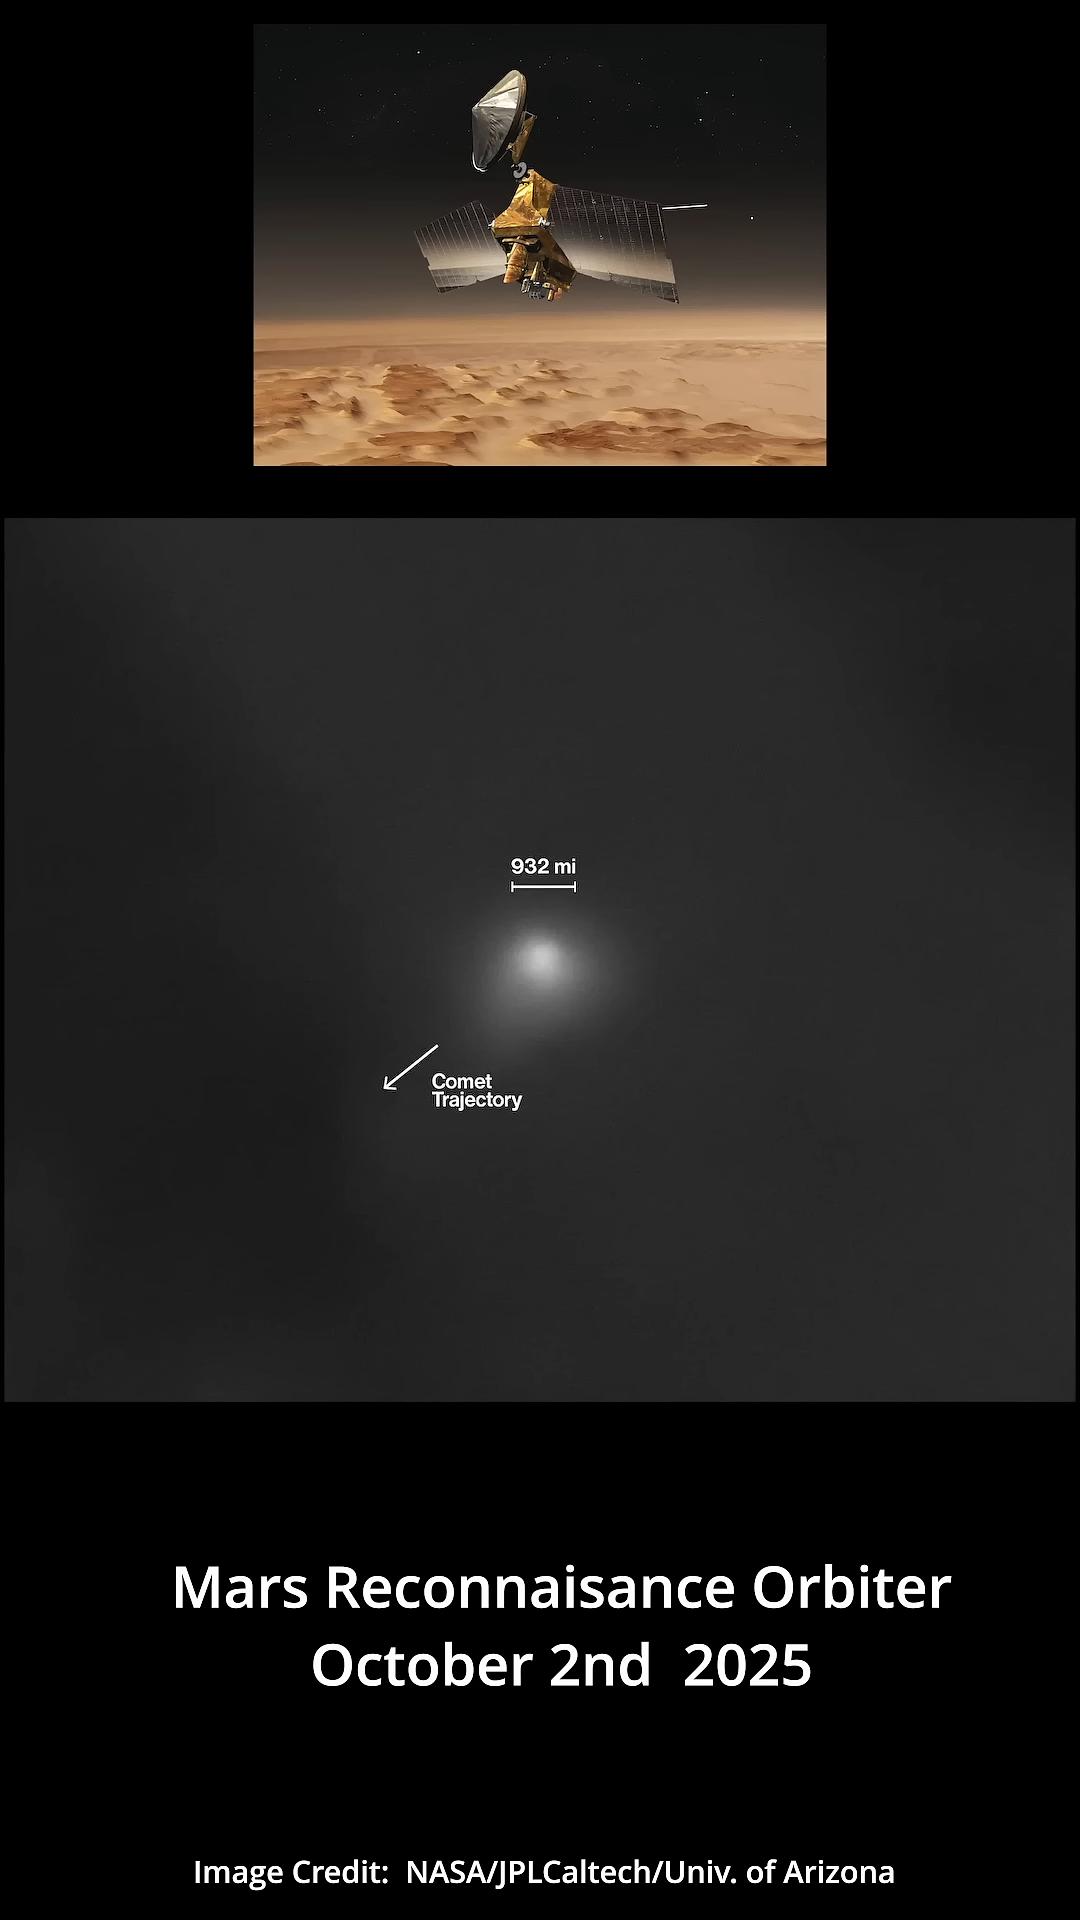 932 mi
Comet
Trajectory
Mars Reconnaisance Orbiter
October 2nd 2025
Image Credit: NASA/JPLCaltech/Univ. of Arizona